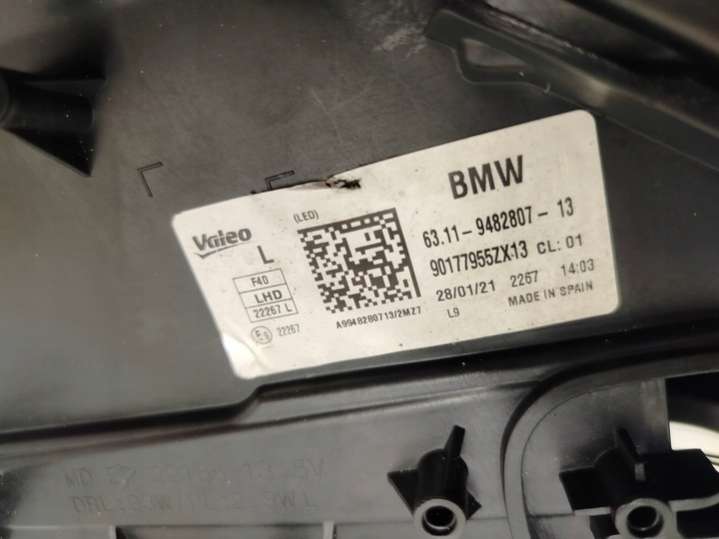 Valeo
(LED)
BMW
L
63.11-9482807-13
F40
LHD
22267 L
90177955ZX13 CL: 01
28/01/21 2267 14:03
22267
A9948280713/2MZ7
L9
MADE IN SPAIN